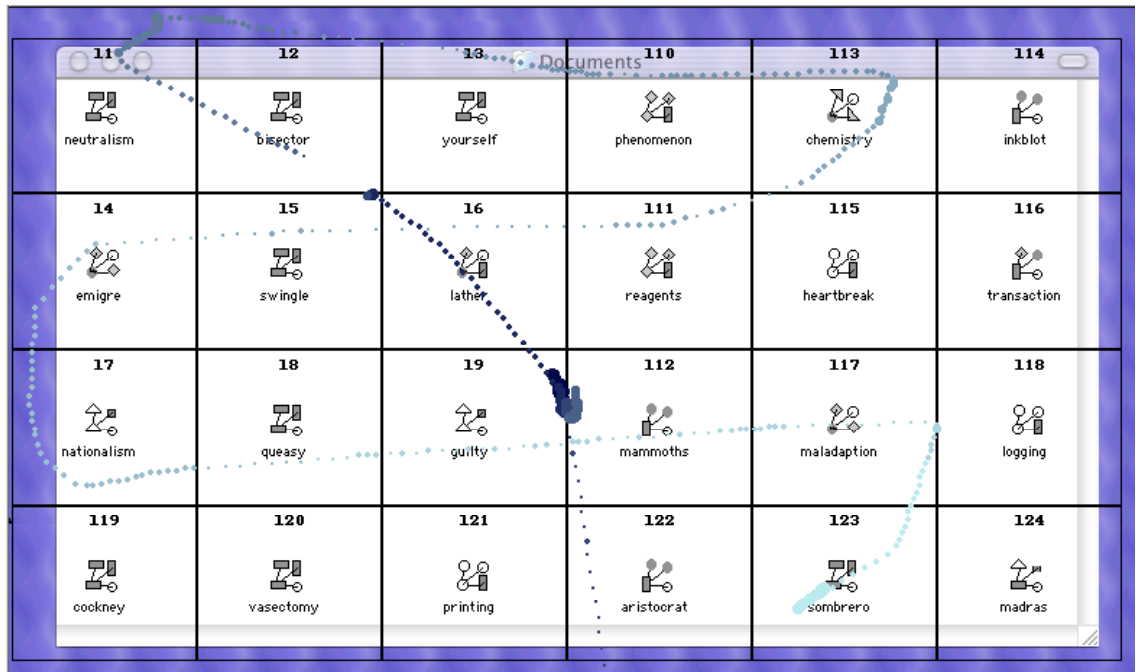 11 12 13 110 113 114
Documents
neutralism bisector yourself phenomenon chemistry inkblot
14 15 16 111 115 116
emigre swingle lather reagents heartbreak transaction
17 18 19 112 117 118
nationalism queasy guilty mammoths maladaption logging
119 120 121 122 123 124
cockney vasectomy printing aristocrat sombrero madras